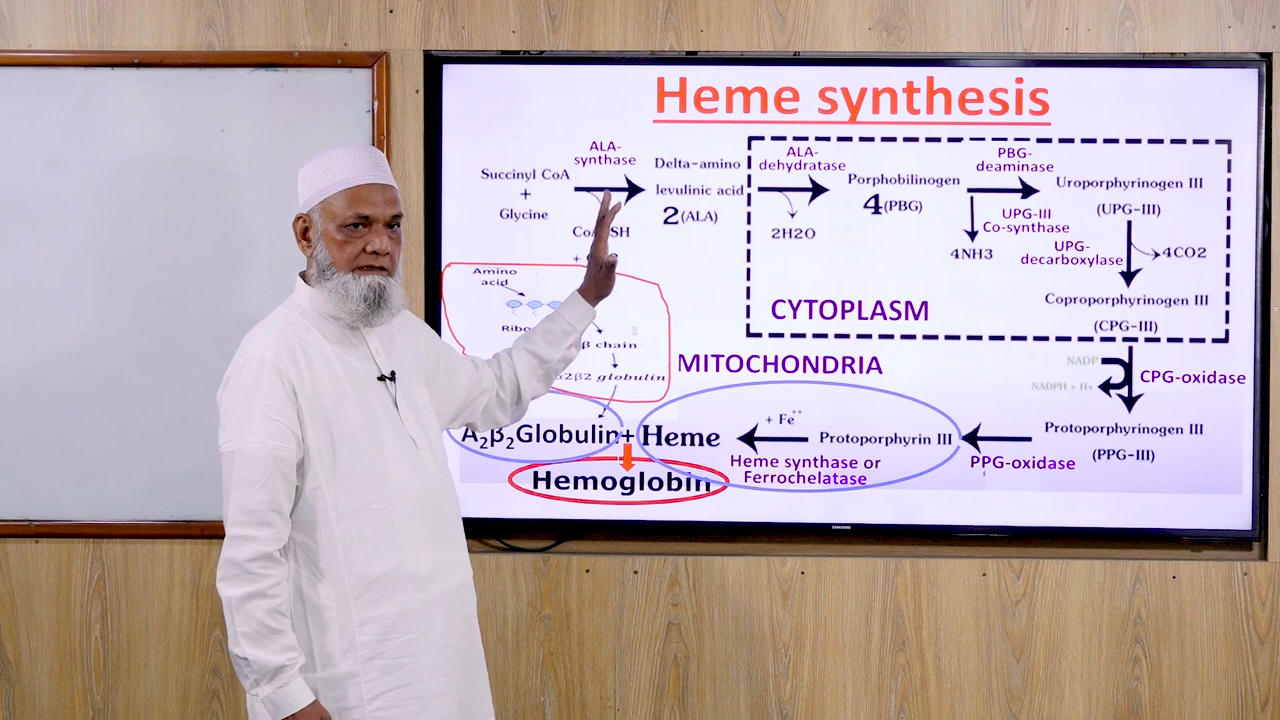 Heme synthesis
Succinyl CoA
+
Glycine
ALA-
synthase
+
Delta-amino
levulinic acid
2(ALA)
ALA-
dehydratase
2H2O
Porphobilinogen
4(PBG)
PBG-
deaminase
UPG-III
Co-synthase
4NH3
Uroporphyrinogen III
(UPG-III)
UPG-
decarboxylase
4CO2
Coproporphyrinogen III
(CPG-III)
CYTOPLASM
Amino
acid
β chain
α2β2 globulin
MITOCHONDRIA
NADP
NADPH + H+
CPG-oxidase
Protoporphyrinogen III
(PPG-III)
PPG-oxidase
Protoporphyrin III
+ Fe++
Heme synthase or
Ferrochelatase
A2β2Globulin + Heme
Hemoglobin
SAMSUNG